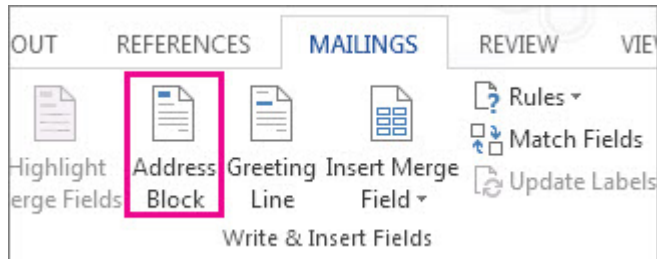 OUT REFERENCES MAILINGS REVIEW VIE
Highlight
erge Fields
Address
Block
Greeting
Line
Insert Merge
Field
Rules
Match Fields
Update Labels
Write & Insert Fields